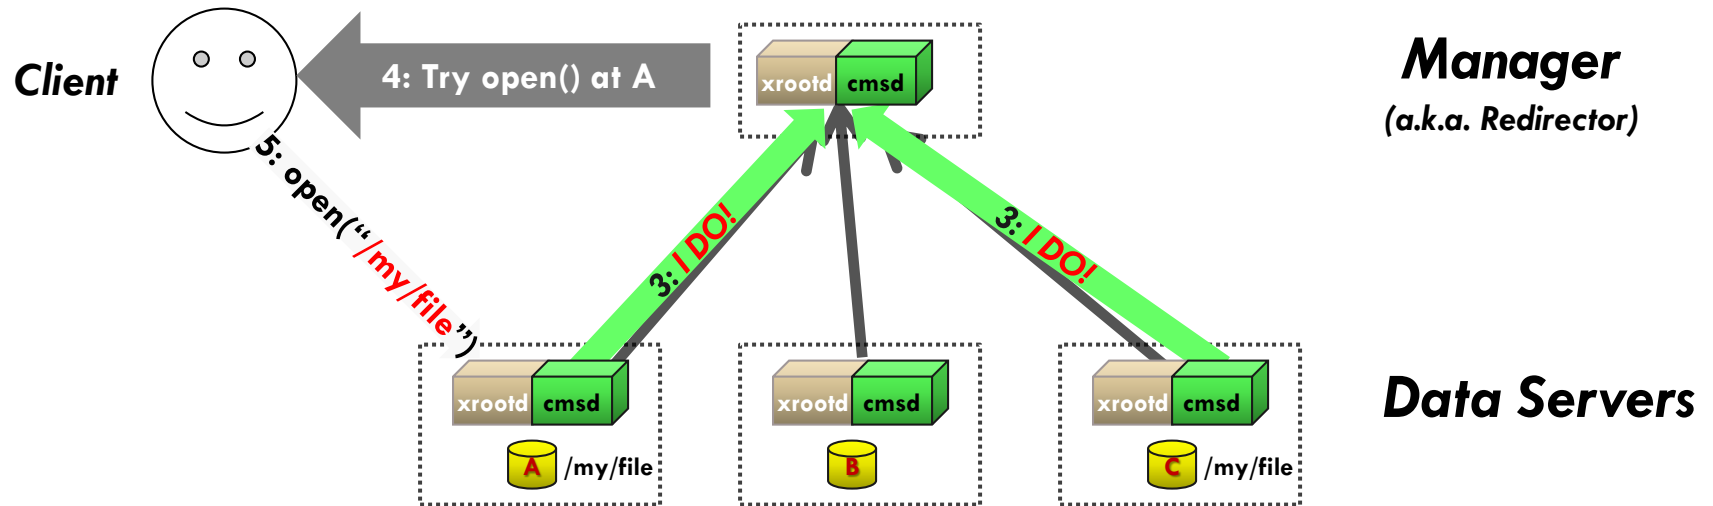 Client
4: Try open() at A
xrootd cmsd
Manager
(a.k.a. Redirector)
5: open(“/my/file”)
3: I DO!
3: I DO!
xrootd cmsd
A /my/file
xrootd cmsd
B
xrootd cmsd
C /my/file
Data Servers